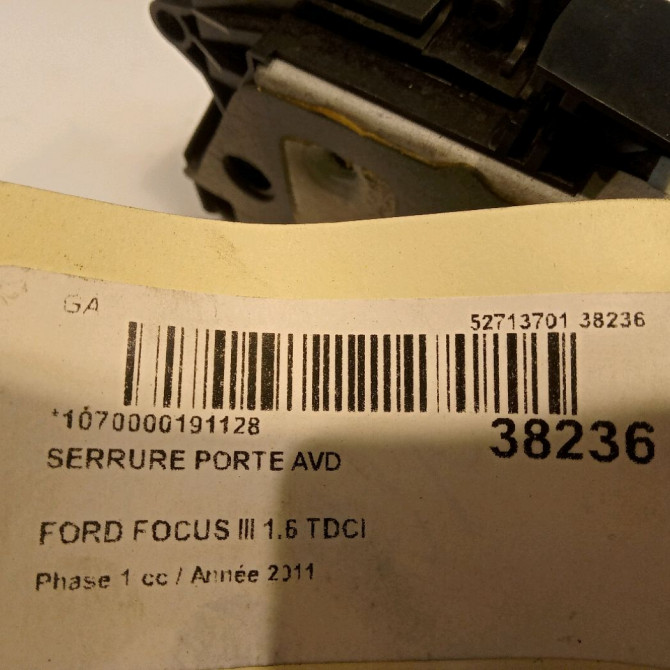 GA
52713701 38236
*1070000191128
38236
SERRURE PORTE AVD
FORD FOCUS III 1.6 TDCI
Phase 1 cc / Année 2011